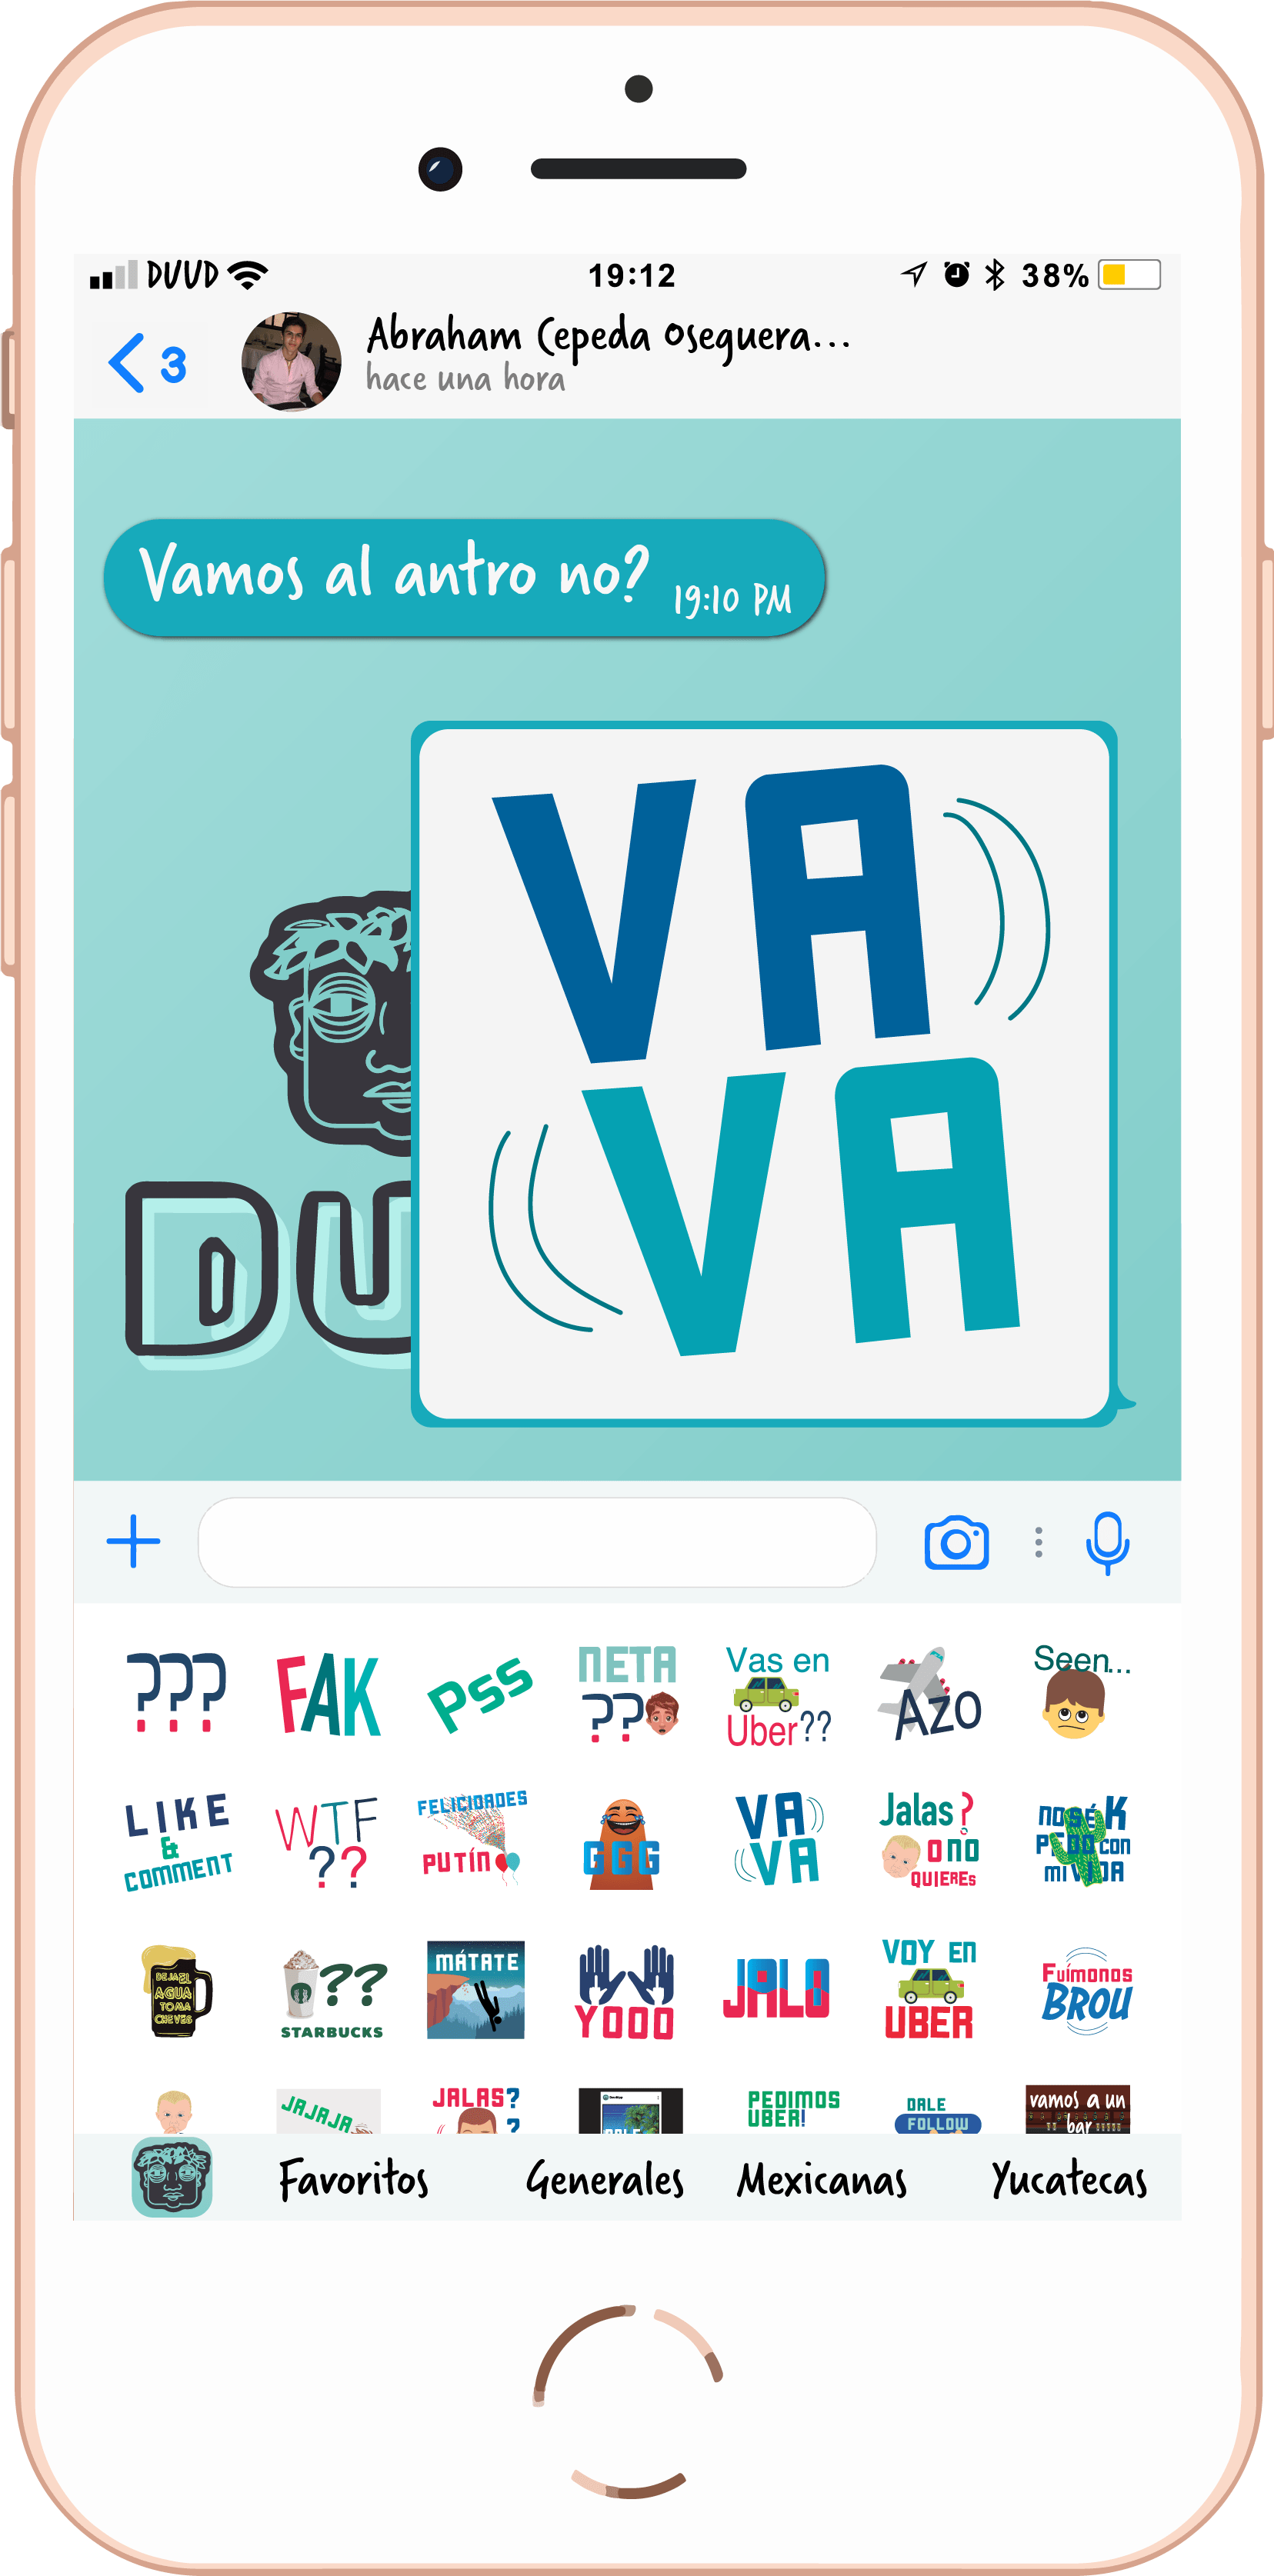 DUUD
19:12
38%
3
Abraham Cepeda Oseguera...
hace una hora
Vamos al antro no?
19:10 PM
VA
VA
DU
???
FAK
Pss
NETA
??
Vas en
Uber??
Azo
Seen...
LIKE
&
COMMENT
WTF
??
FELICIDADES
PUTÍN
GGG
VA
VA
Jalas?
O NO
QUIEREs
NO SÉ K
PEDO con
mi VIDA
DEJA EL
AGUA
TOMA
CHEVES
??
STARBUCKS
MÁTATE
YOOO
JALO
VOY EN
UBER
Fuímonos
BROU
JAJAJA
JALAS?
?
PEDIMOS
UBER!
DALE
FOLLOW
vamos a un
bar
Favoritos
Generales
Mexicanas
Yucatecas